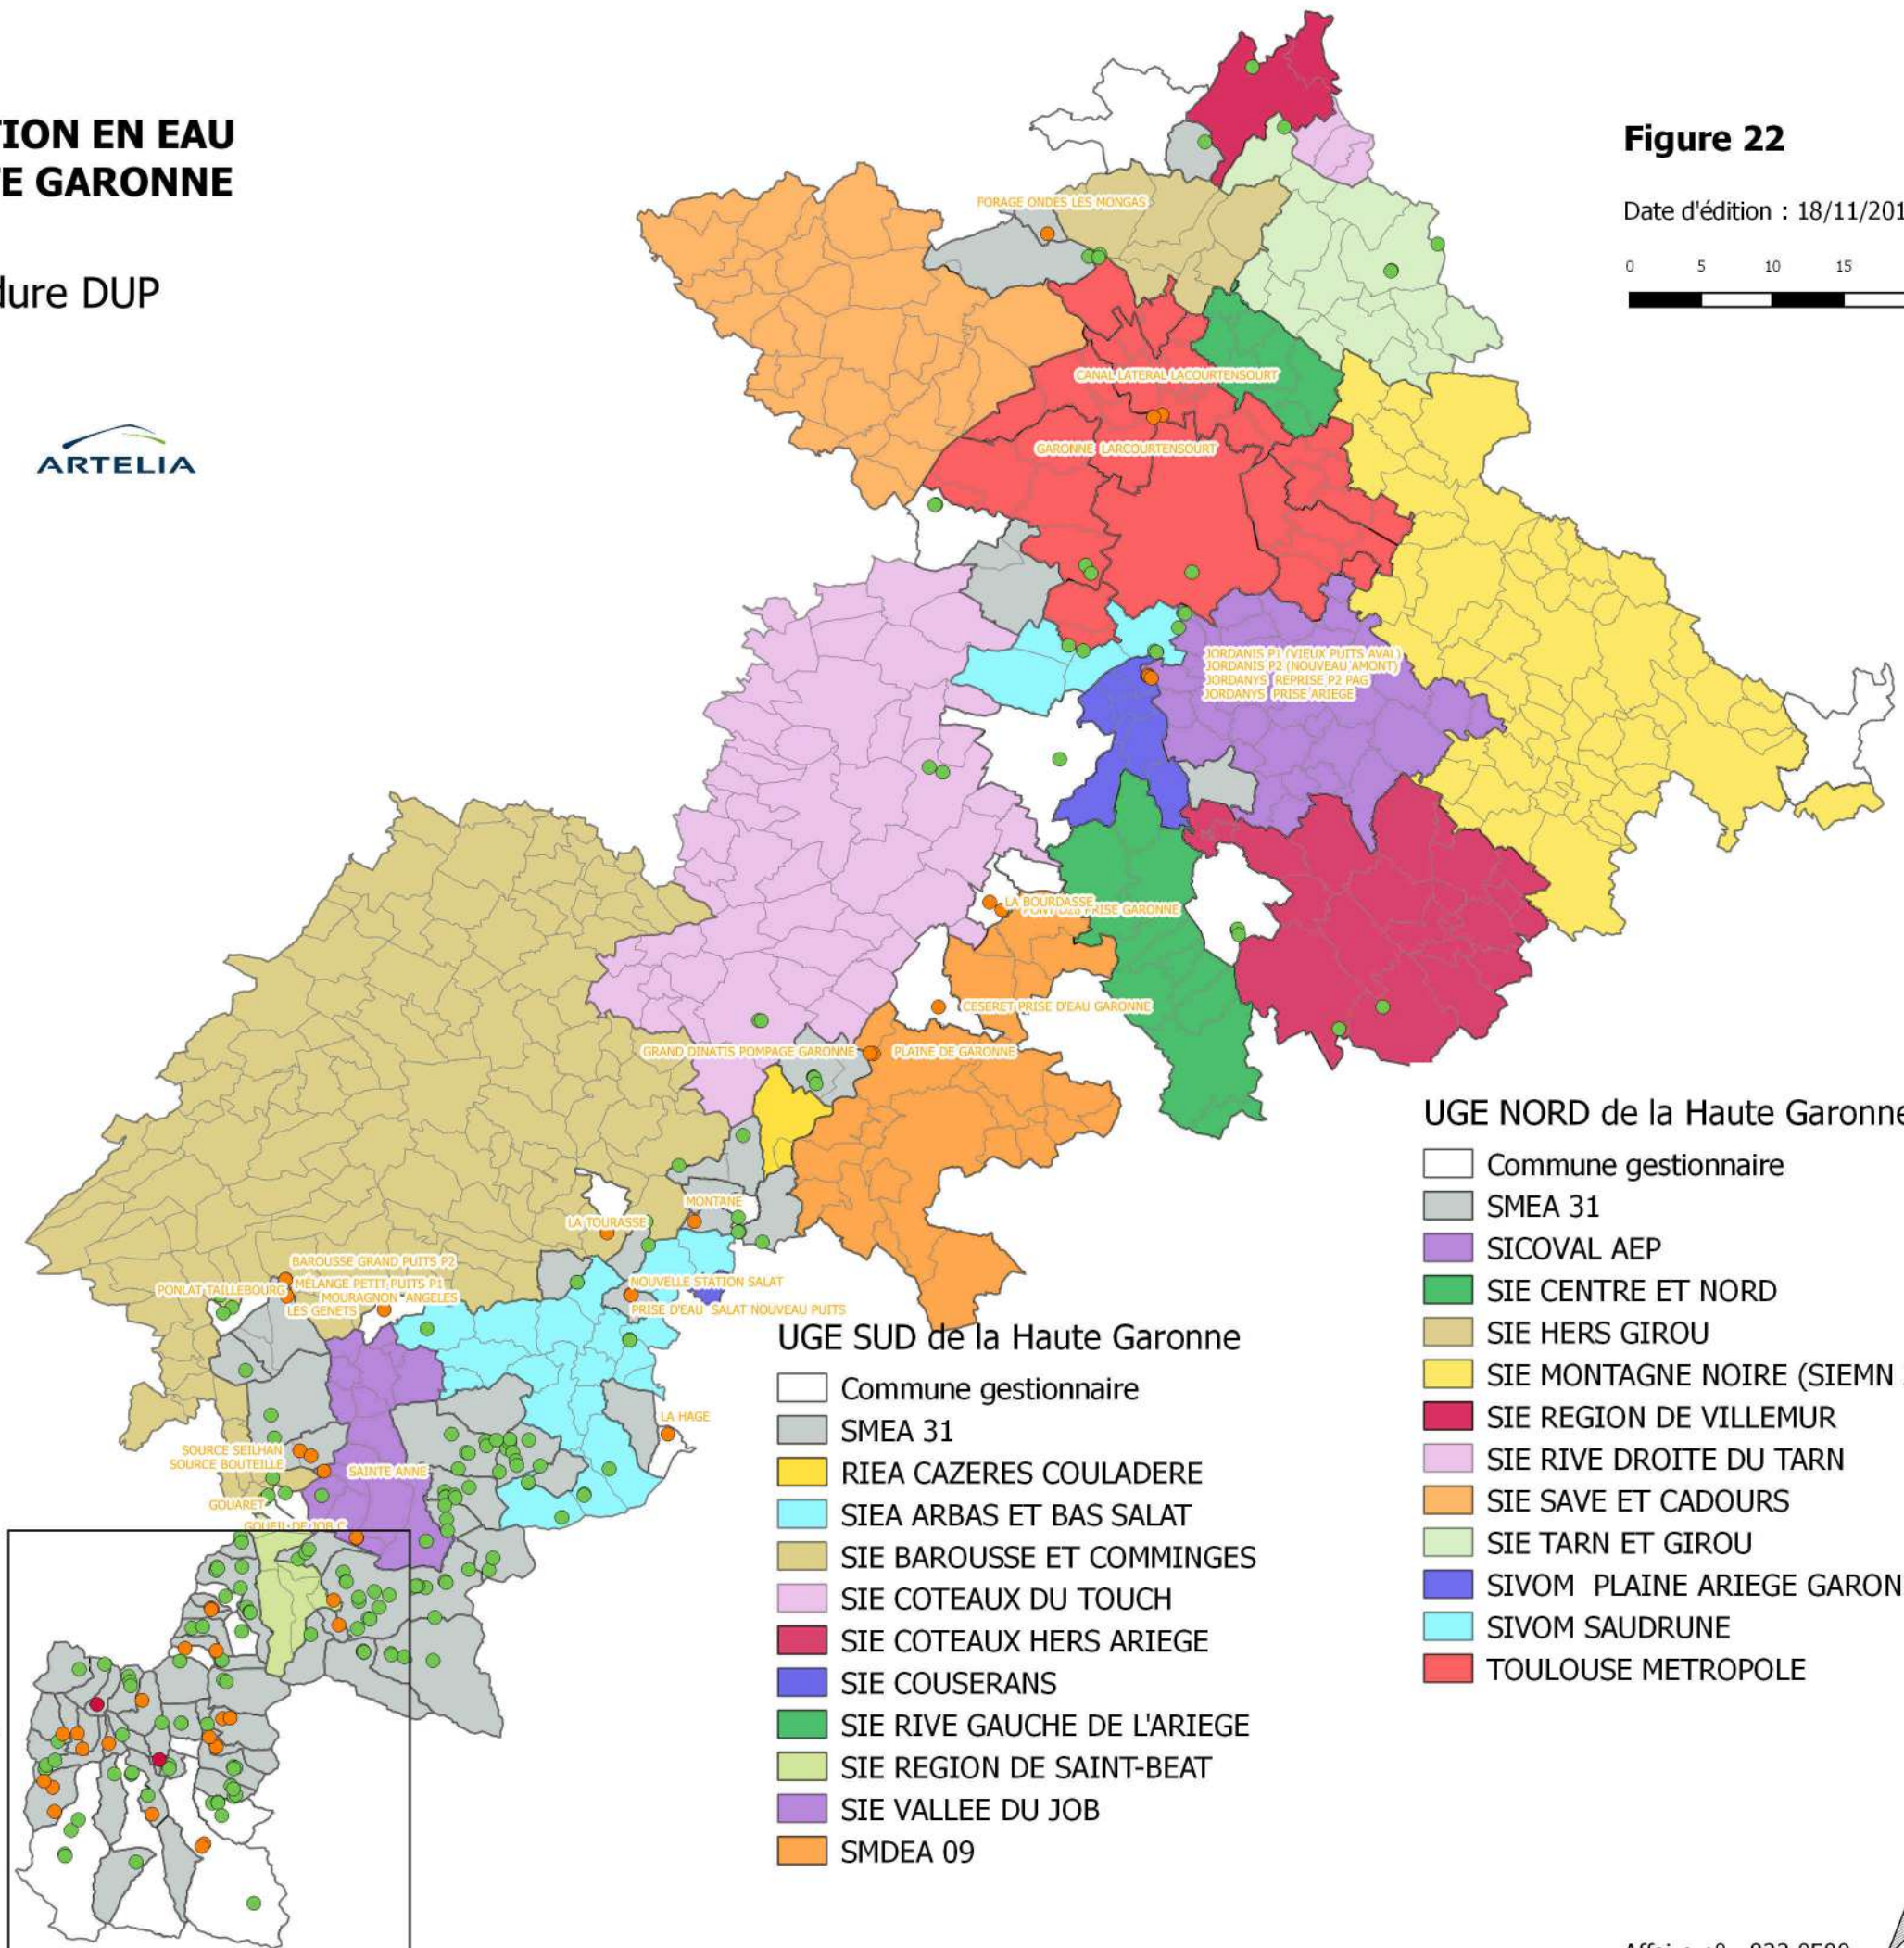 TION EN EAU
TE GARONNE
dure DUP
ARTELIA
Figure 22
Date d'édition : 18/11/201
0 5 10 15
FORAGE ONDES LES MONGAS
CANAL LATERAL LACOURTENSOURT
GARONNE LARCOURTENSOURT
JORDANIS P1 (VIEUX PUITS AVAL)
JORDANIS P2 (NOUVEAU AMONT)
JORDANYS REPRISE P2 PAG
JORDANYS PRISE ARIEGE
LA BOURDASSE
PONT D28 PRISE GARONNE
CESERET PRISE D'EAU GARONNE
GRAND DINATIS POMPAGE GARONNE
PLAINE DE GARONNE
MONTANE
LA TOURASSE
BAROUSSE GRAND PUITS P2
PONLAT TAILLEBOURG
MÉLANGE PETIT PUITS P1
MOURAGNON ANGELES
LES GENETS
NOUVELLE STATION SALAT
PRISE D'EAU SALAT NOUVEAU PUITS
LA HAGE
SOURCE SEILHAN
SOURCE BOUTEILLE
SAINTE ANNE
GOUARET
GOUEIL DE JOB C
UGE SUD de la Haute Garonne
Commune gestionnaire
SMEA 31
RIEA CAZERES COULADERE
SIEA ARBAS ET BAS SALAT
SIE BAROUSSE ET COMMINGES
SIE COTEAUX DU TOUCH
SIE COTEAUX HERS ARIEGE
SIE COUSERANS
SIE RIVE GAUCHE DE L'ARIEGE
SIE REGION DE SAINT-BEAT
SIE VALLEE DU JOB
SMDEA 09
UGE NORD de la Haute Garonne
Commune gestionnaire
SMEA 31
SICOVAL AEP
SIE CENTRE ET NORD
SIE HERS GIROU
SIE MONTAGNE NOIRE (SIEMN
SIE REGION DE VILLEMUR
SIE RIVE DROITE DU TARN
SIE SAVE ET CADOURS
SIE TARN ET GIROU
SIVOM PLAINE ARIEGE GARON
SIVOM SAUDRUNE
TOULOUSE METROPOLE